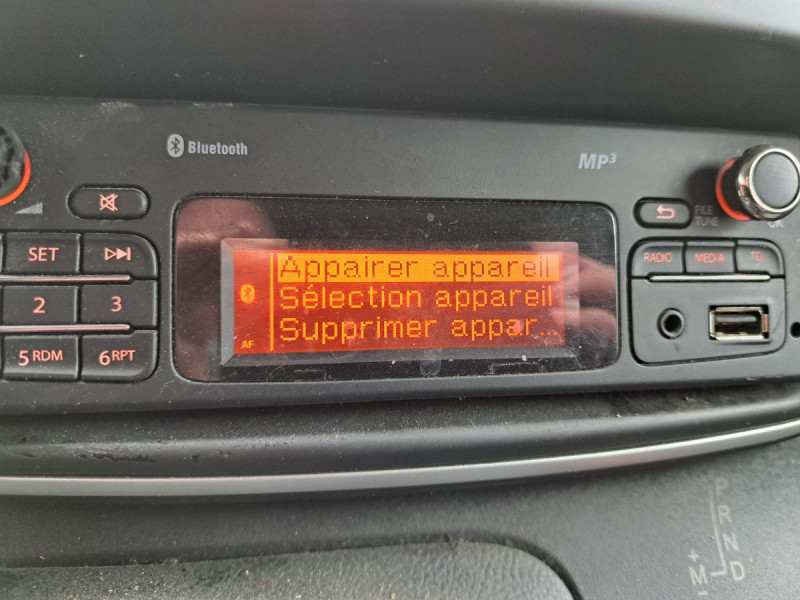 Bluetooth
MP3
FILE
TUNE
OK
SET
RADIO
MEDIA
TEL
Appairer appareil
Sélection appareil
Supprimer appar...
AF
2
3
5 RDM
6 RPT
P
R
N
D
+
M
-